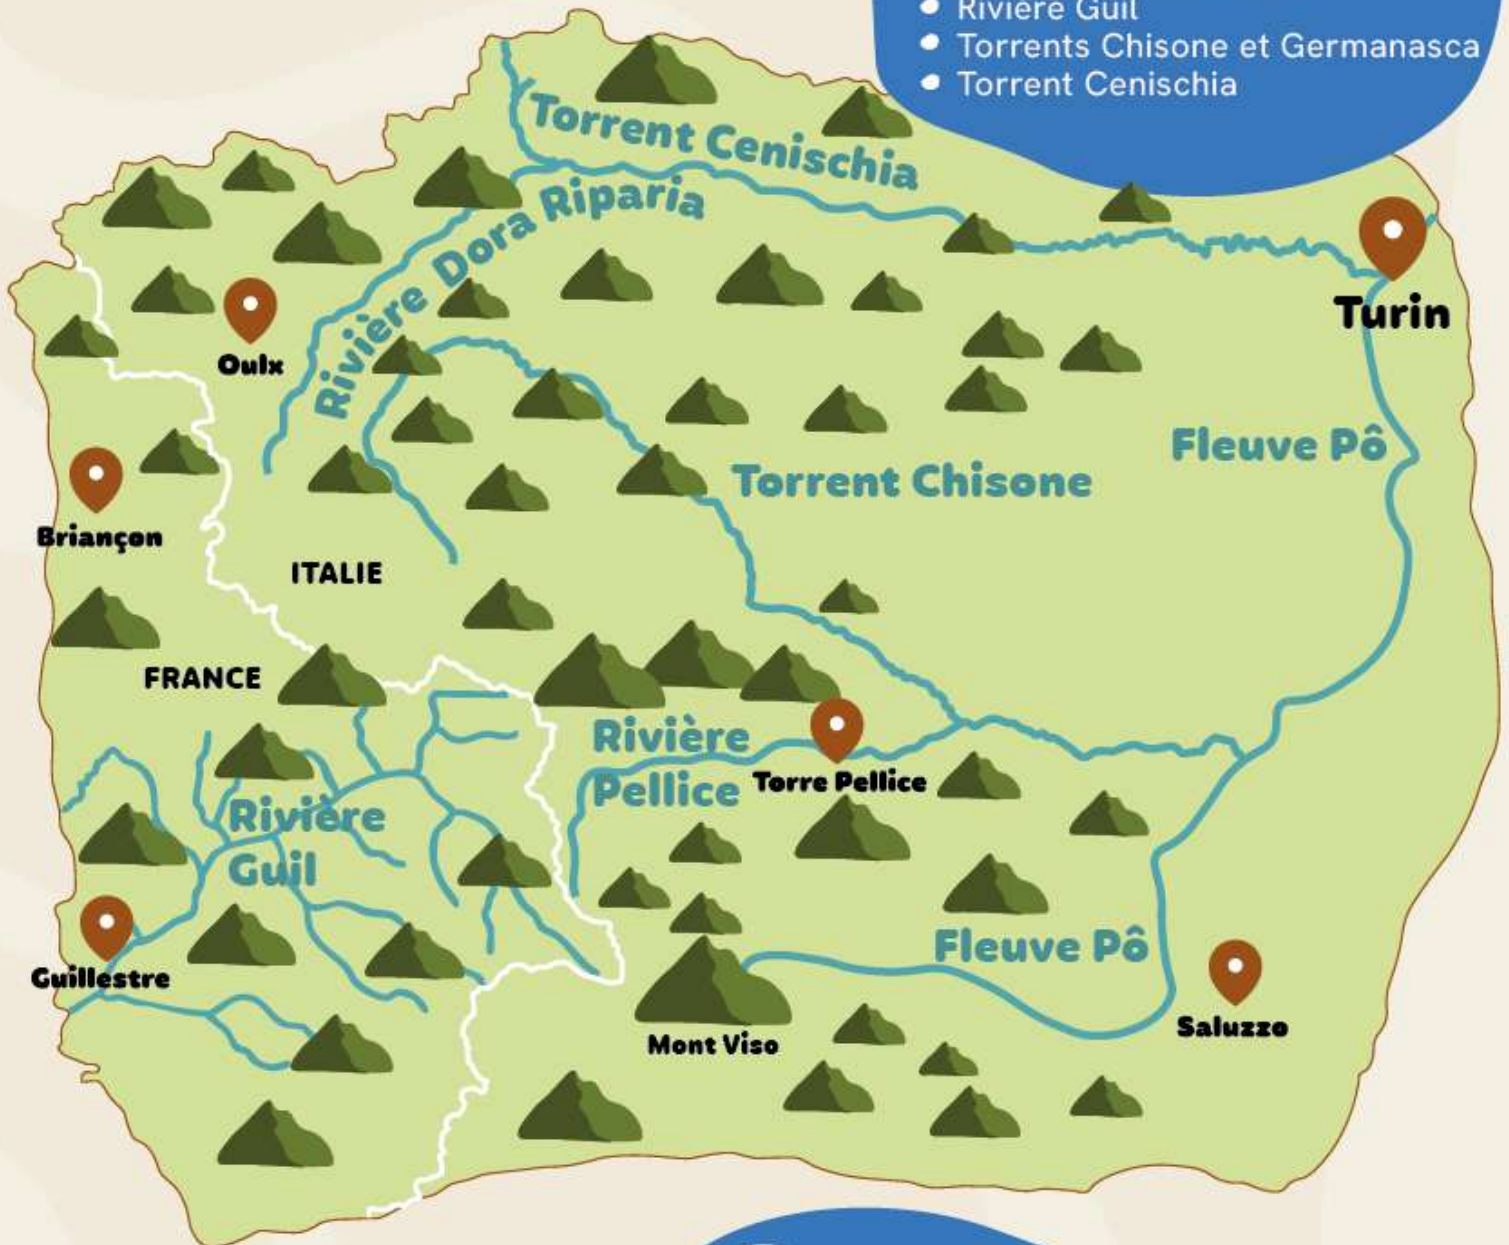 Rivière Guil
Torrents Chisone et Germanasca
Torrent Cenischia
Torrent Cenischia
Rivière Dora Riparia
Turin
Oulx
Fleuve Pô
Torrent Chisone
Briançon
ITALIE
FRANCE
Rivière
Pellice
Torre Pellice
Rivière
Guil
Fleuve Pô
Guillestre
Saluzzo
Mont Viso